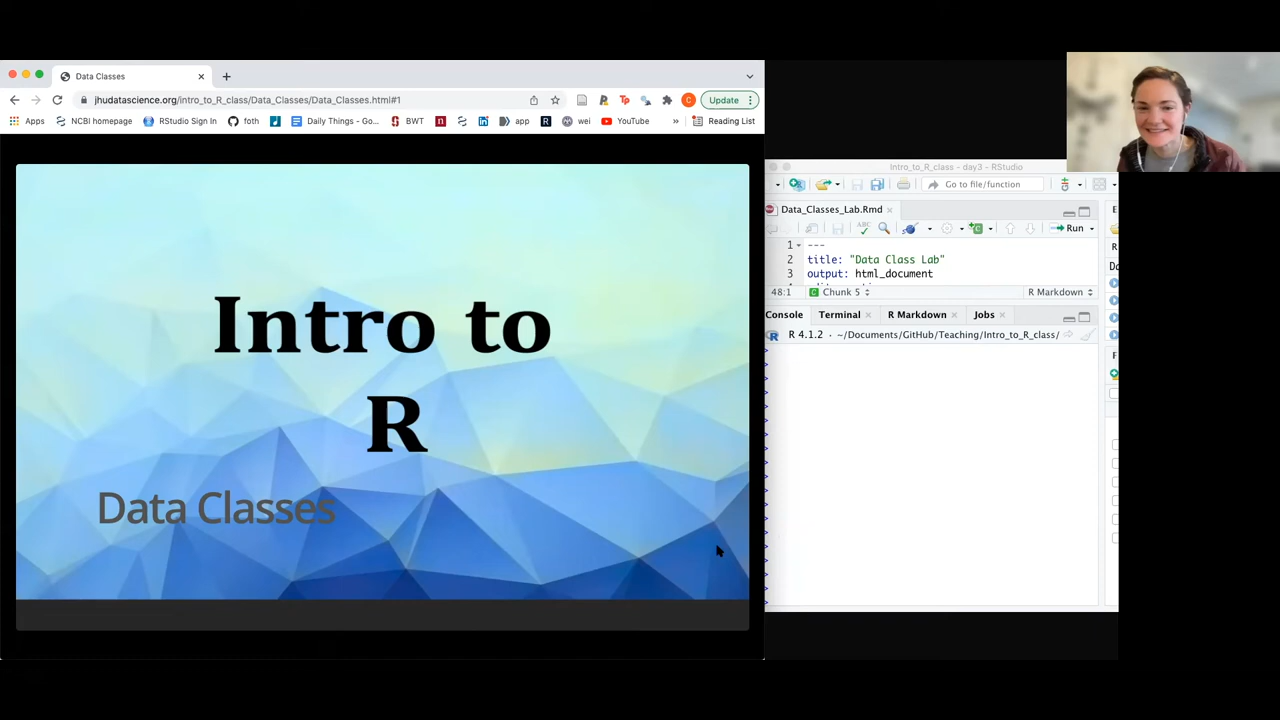 Data Classes
jhudatascience.org/intro_to_R_class/Data_Classes/Data_Classes.html#1
Update
Apps
NCBI homepage
RStudio Sign In
foth
Daily Things - Go...
BWT
app
wei
YouTube
»
Reading List
Intro to
R
Data Classes
Intro_to_R_class - day3 - RStudio
Go to file/function
Data_Classes_Lab.Rmd
Run
1 ---
2 title: "Data Class Lab"
3 output: html_document
48:1 Chunk 5 R Markdown
Console Terminal R Markdown Jobs
R 4.1.2 · ~/Documents/GitHub/Teaching/Intro_to_R_class/